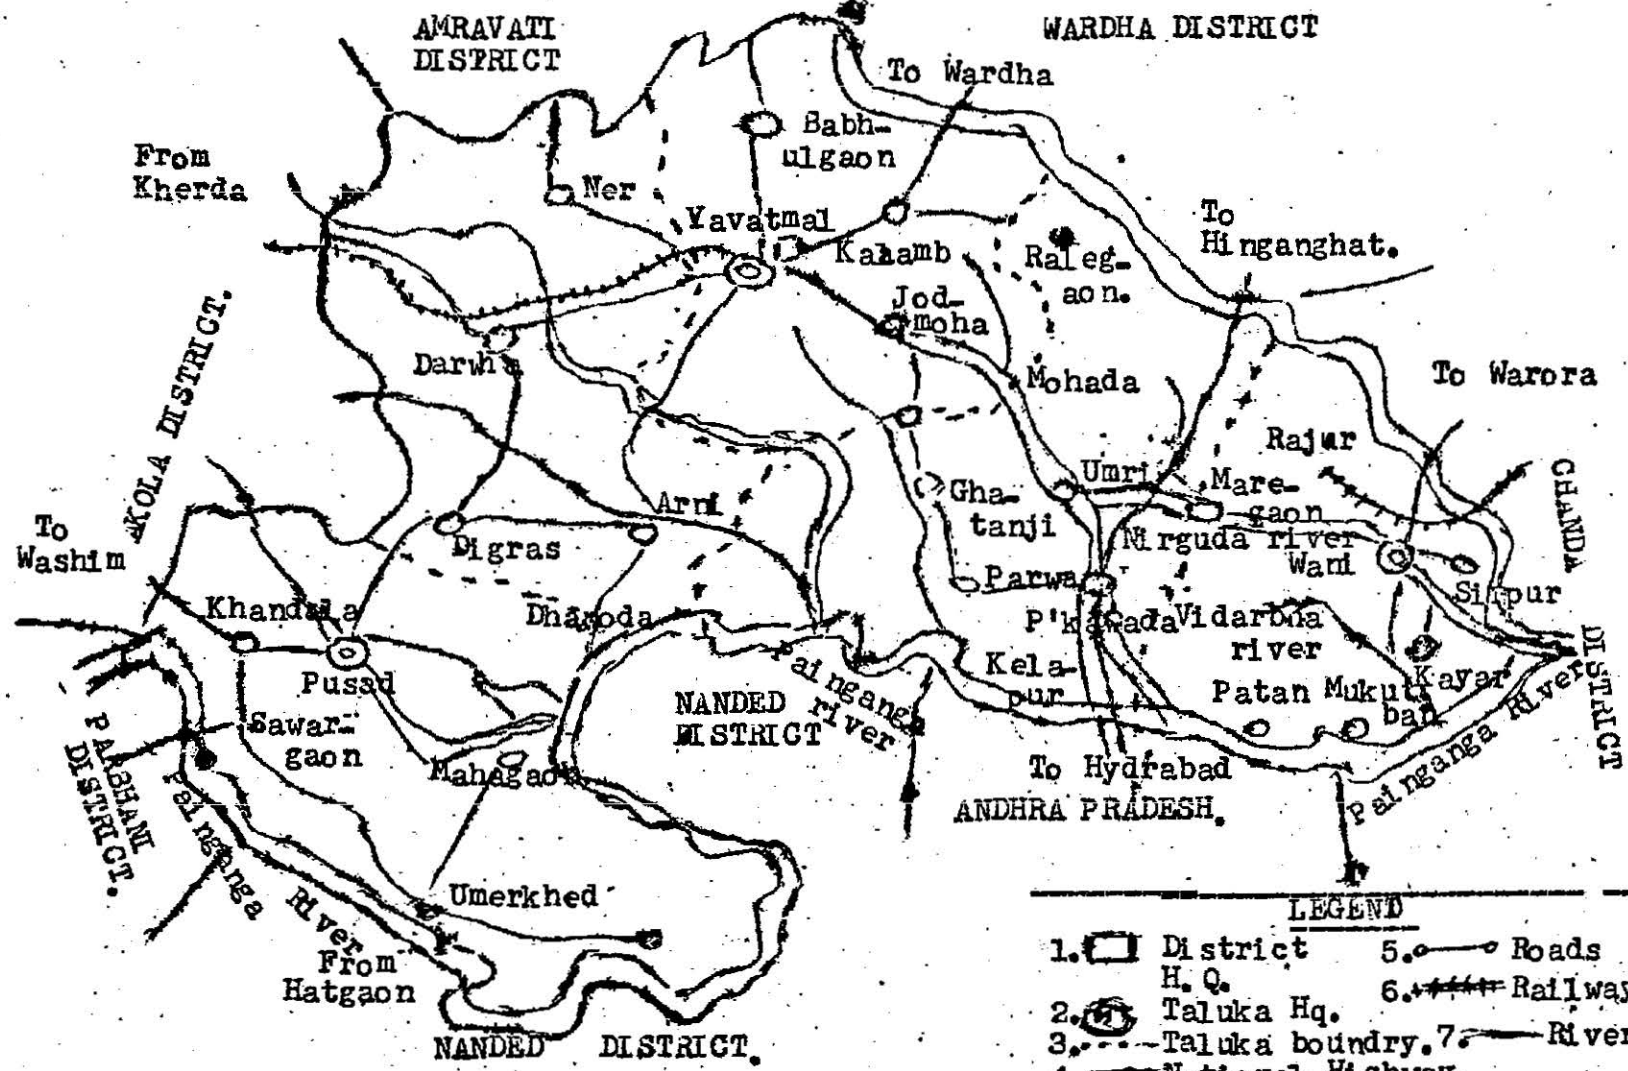 AMRAVATI
DISTRICT
WARDHA DISTRICT
To Wardha
Babh-
ulgaon
From
Kherda
Ner
Yavatmal
To
Hinganghat.
Kalamb
Raleg-
aon.
Jod-
moha
Darwha
Mohada
To Warora
AKOLA DISTRICT.
Rajur
Umri
Mare-
gaon
CHANDA
DISTRICT
Gha-
tanji
Arni
To
Washim
Digras
Nirguda river
Wani
Parwa
Sirpur
Khandala
Dharoda
P'kawada
Vidarbha
river
Painganga
river
Kela-
pur
Kayar
Pusad
Patan
Mukut-
ban
NANDED
DISTRICT
Sawar-
gaon
PARBHANI
DISTRICT.
Mahagaon
To Hydrabad
Painganga River
ANDHRA PRADESH.
Painganga River
Umerkhed
From
Hatgaon
NANDED DISTRICT.
LEGEND
1. District
H.Q.
2. Taluka Hq.
3. Taluka boundry.
5. Roads
6. Railway
7. River